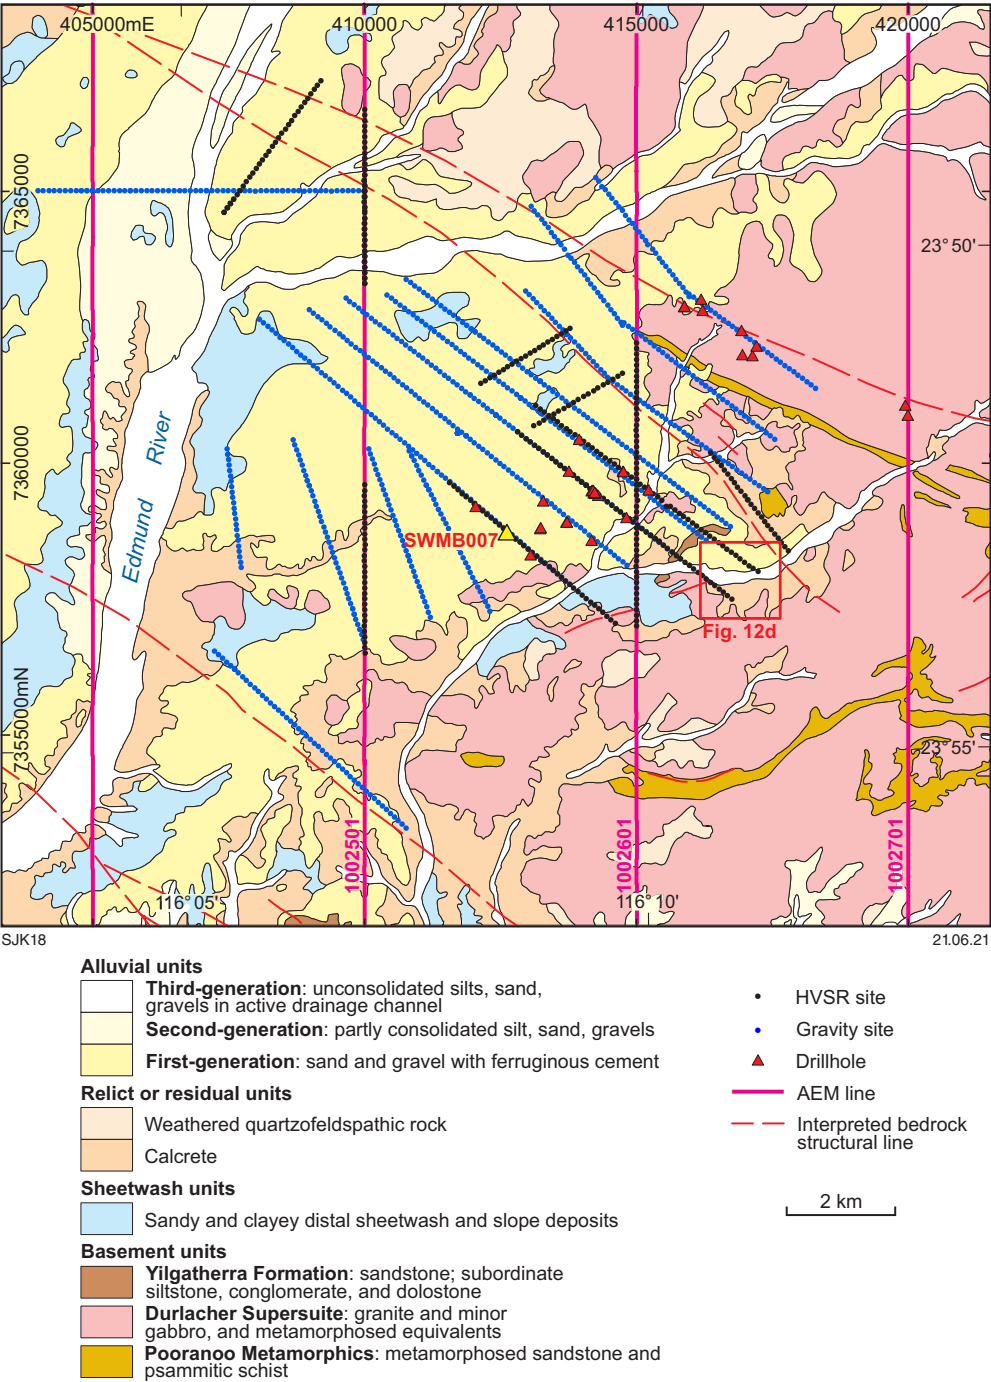 405000mE
410000
415000
420000
7365000
23°50'
7360000
Edmund River
SWMB007
Fig. 12d
7355000mN
23°55'
1002501
1002601
1002701
116°05'
116°10'
SJK18
21.06.21
Alluvial units
Third-generation: unconsolidated silts, sand,
gravels in active drainage channel
Second-generation: partly consolidated silt, sand, gravels
First-generation: sand and gravel with ferruginous cement
Relict or residual units
Weathered quartzofeldspathic rock
Calcrete
Sheetwash units
Sandy and clayey distal sheetwash and slope deposits
Basement units
Yilgatherra Formation: sandstone; subordinate
siltstone, conglomerate, and dolostone
Durlacher Supersuite: granite and minor
gabbro, and metamorphosed equivalents
Pooranoo Metamorphics: metamorphosed sandstone and
psammitic schist
HVSR site
Gravity site
Drillhole
AEM line
Interpreted bedrock
structural line
2 km